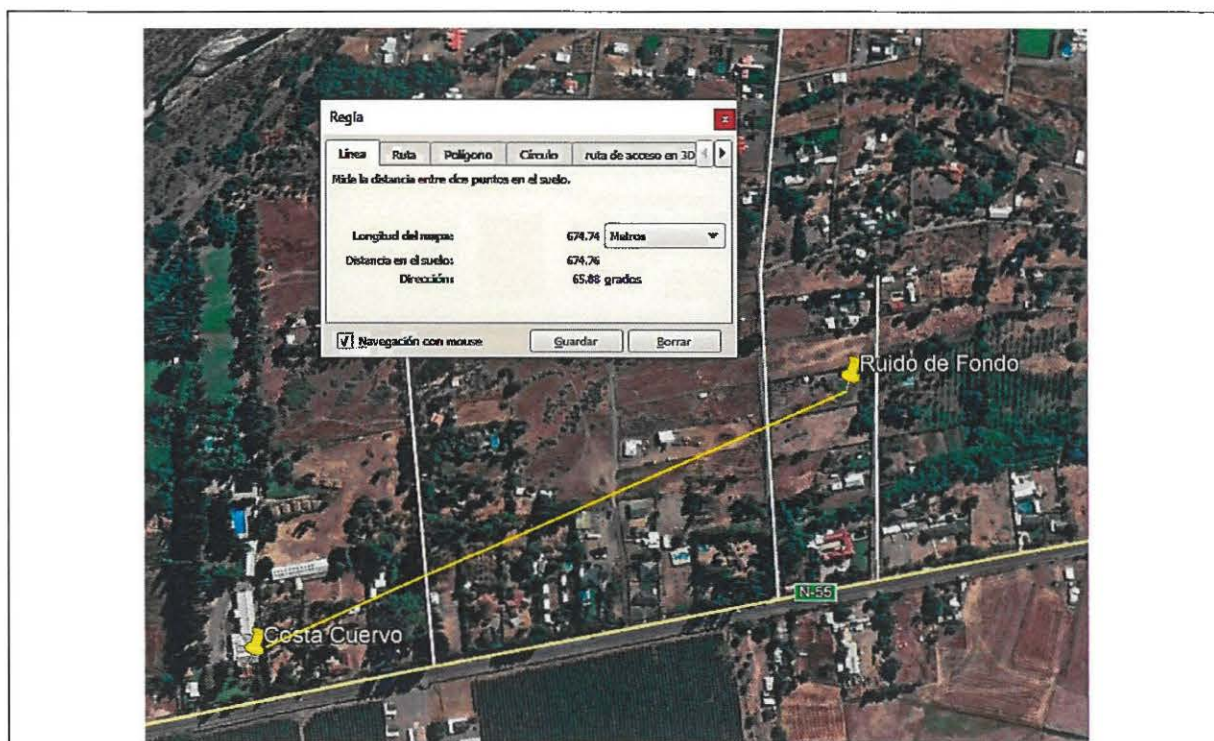 Regla
Línea Ruta Polígono Círculo ruta de acceso en 3D
Mide la distancia entre dos puntos en el suelo.
Longitud del mapa: 674.74 Metros
Distancia en el suelo: 674.76
Dirección: 65.88 grados
Navegación con mouse Guardar Borrar
Ruido de Fondo
N-55
Costa Cuervo